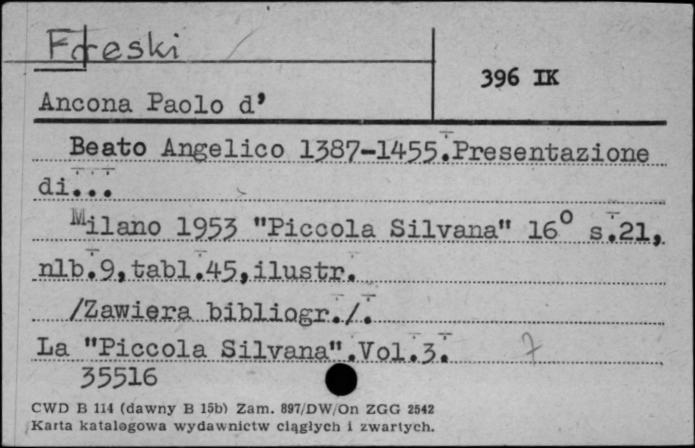 Freski
396 IK
Ancona Paolo d'
Beato Angelico 1387-1455.Presentazione
di...
Milano 1953 "Piccola Silvana" 16° s.21,
nlb.9,tabl.45,ilustr.
/Zawiera bibliogr./.
La "Piccola Silvana".Vol.3.
7
35516
CWD B 114 (dawny B 15b) Zam. 897/DW/On ZGG 2542
Karta katalogowa wydawnictw ciągłych i zwartych.